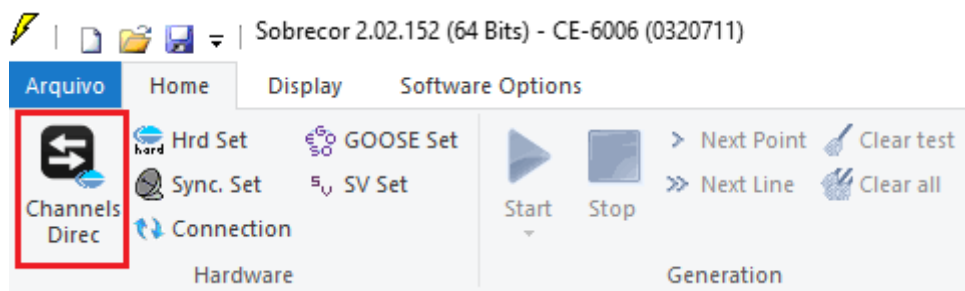 Sobrecor 2.02.152 (64 Bits) - CE-6006 (0320711)
Arquivo Home Display Software Options
Channels Direc
Hrd Set
Sync. Set
Connection
GOOSE Set
SV Set
Hardware
Start
Stop
Next Point
Next Line
Clear test
Clear all
Generation